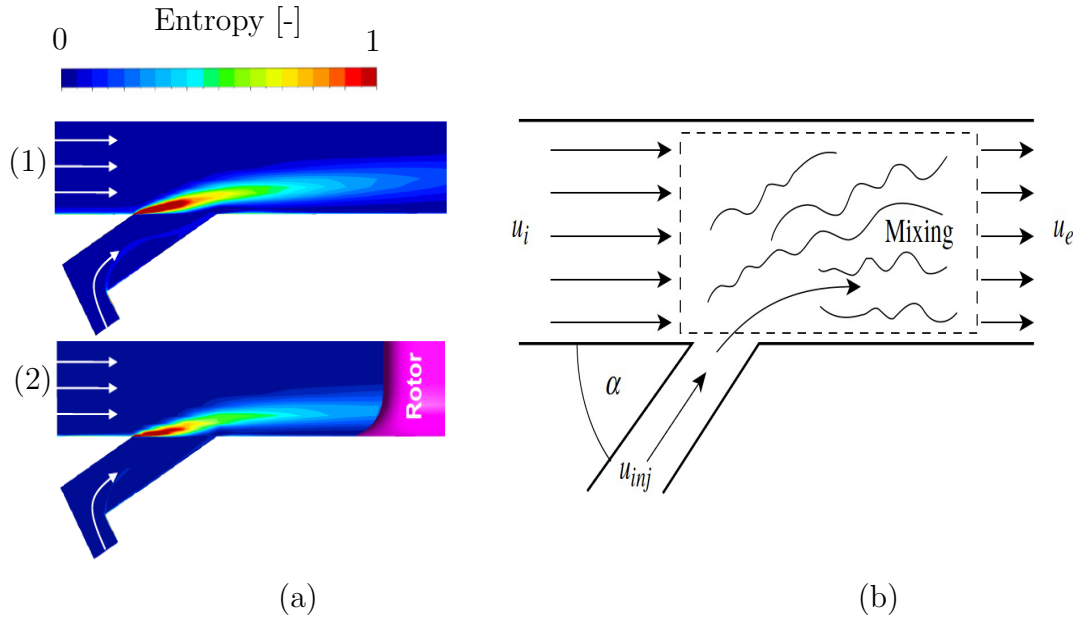 Entropy [-]
0 1
(1)
(2)
Rotor
(a)
u_i
Mixing
u_e
α
u_inj
(b)